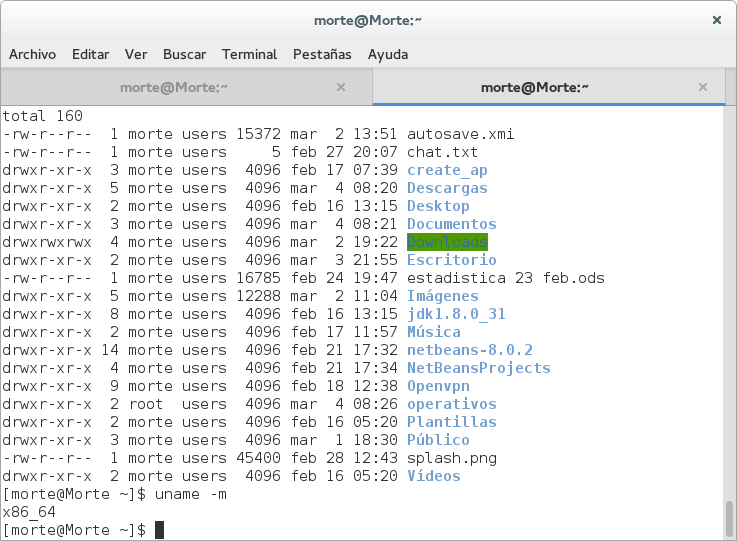 morte@Morte:~ ×
Archivo Editar Ver Buscar Terminal Pestañas Ayuda
morte@Morte:~ × morte@Morte:~ ×
total 160
-rw-r--r--  1 morte users 15372 mar  2 13:51 autosave.xmi
-rw-r--r--  1 morte users     5 feb 27 20:07 chat.txt
drwxr-xr-x  3 morte users  4096 feb 17 07:39 create_ap
drwxr-xr-x  5 morte users  4096 mar  4 08:20 Descargas
drwxr-xr-x  2 morte users  4096 feb 16 13:15 Desktop
drwxr-xr-x  3 morte users  4096 mar  4 08:21 Documentos
drwxrwxrwx  4 morte users  4096 mar  2 19:22 Downloads
drwxr-xr-x  2 morte users  4096 mar  3 21:55 Escritorio
-rw-r--r--  1 morte users 16785 feb 24 19:47 estadistica 23 feb.ods
drwxr-xr-x  5 morte users 12288 mar  2 11:04 Imágenes
drwxr-xr-x  8 morte users  4096 feb 16 13:15 jdk1.8.0_31
drwxr-xr-x  2 morte users  4096 feb 17 11:57 Música
drwxr-xr-x 14 morte users  4096 feb 21 17:32 netbeans-8.0.2
drwxr-xr-x  4 morte users  4096 feb 21 17:34 NetBeansProjects
drwxr-xr-x  9 morte users  4096 feb 18 12:38 Openvpn
drwxr-xr-x  2 root  users  4096 mar  4 08:26 operativos
drwxr-xr-x  2 morte users  4096 feb 16 05:20 Plantillas
drwxr-xr-x  3 morte users  4096 mar  1 18:30 Público
-rw-r--r--  1 morte users 45400 feb 28 12:43 splash.png
drwxr-xr-x  2 morte users  4096 feb 16 05:20 Vídeos
[morte@Morte ~]$ uname -m
x86_64
[morte@Morte ~]$